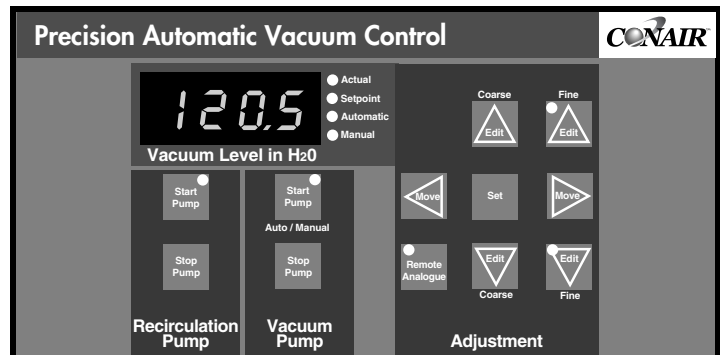 Precision Automatic Vacuum Control
CONAIR
120.5
Actual
Setpoint
Automatic
Manual
Vacuum Level in H20
Start
Pump
Stop
Pump
Recirculation
Pump
Start
Pump
Auto / Manual
Stop
Pump
Vacuum
Pump
Coarse
Edit
Fine
Edit
Move
Set
Move
Remote
Analogue
Edit
Coarse
Edit
Fine
Adjustment